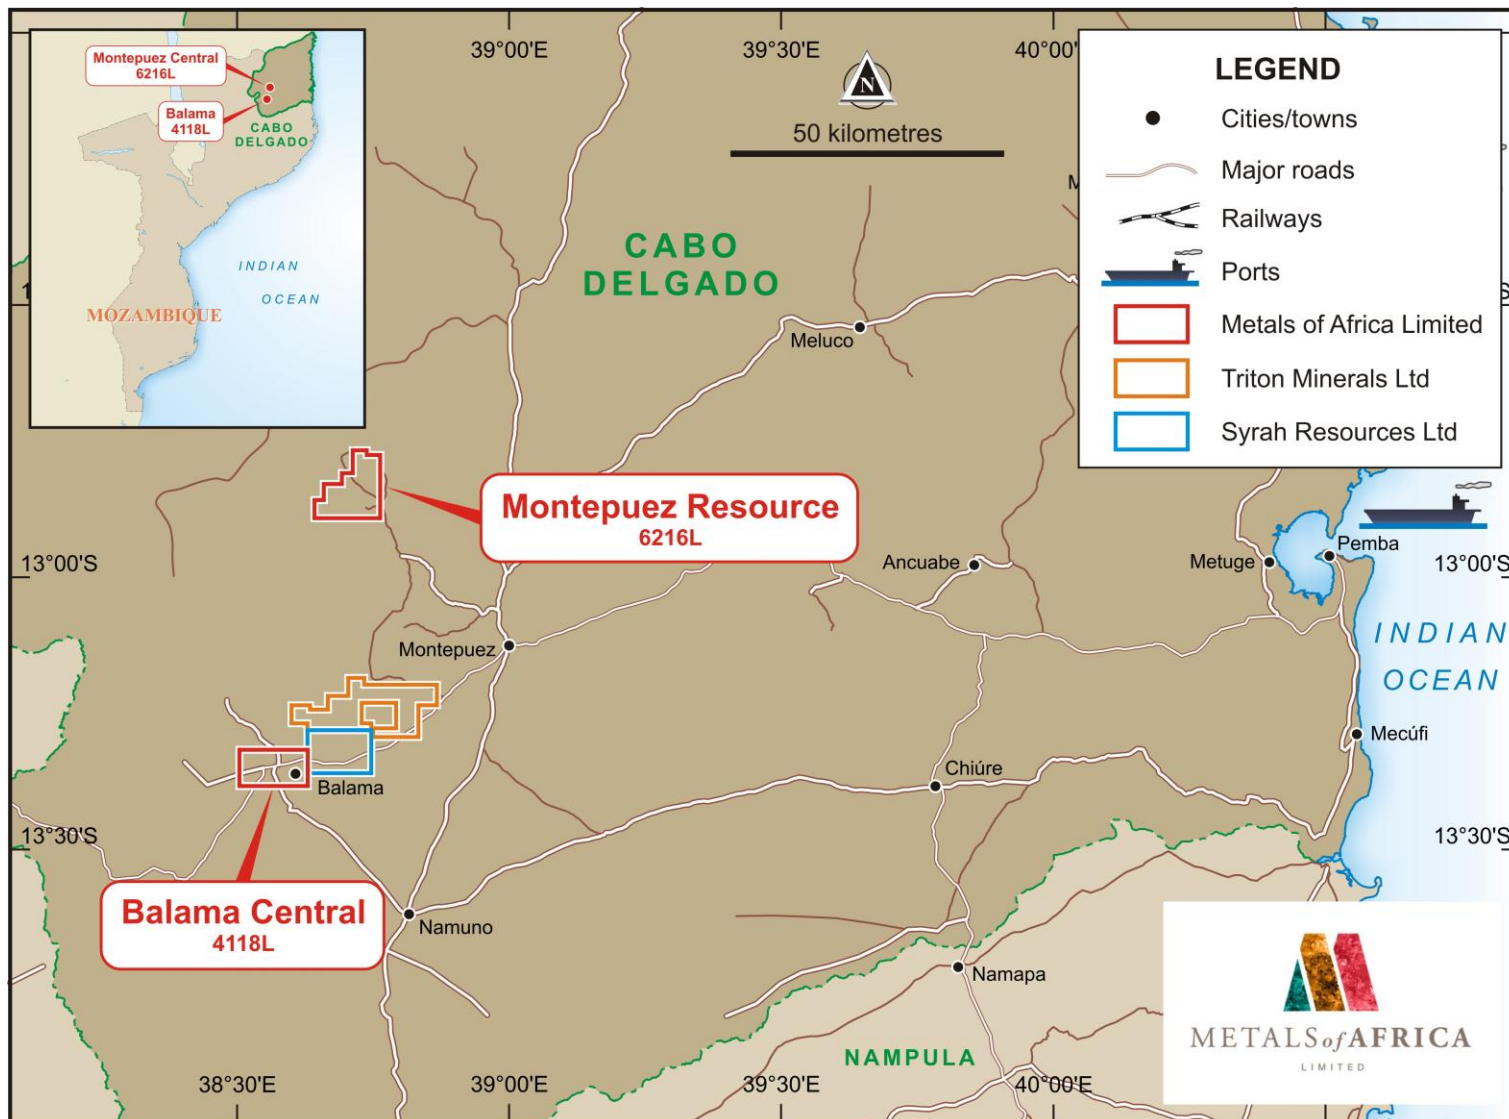 Montepuez Central
6216L
Balama
4118L
CABO
DELGADO
INDIAN
OCEAN
MOZAMBIQUE
39°00'E
39°30'E
40°00'
N
50 kilometres
LEGEND
Cities/towns
Major roads
Railways
Ports
Metals of Africa Limited
Triton Minerals Ltd
Syrah Resources Ltd
M
CABO
DELGADO
Meluco
Montepuez Resource
6216L
Ancuabe
Metuge
Pemba
13°00'S
13°00'S
INDIAN
OCEAN
Montepuez
Mecúfi
Balama
Chiúre
13°30'S
13°30'S
Balama Central
4118L
Namuno
Namapa
NAMPULA
38°30'E
39°00'E
39°30'E
40°00'E
METALSofAFRICA
LIMITED